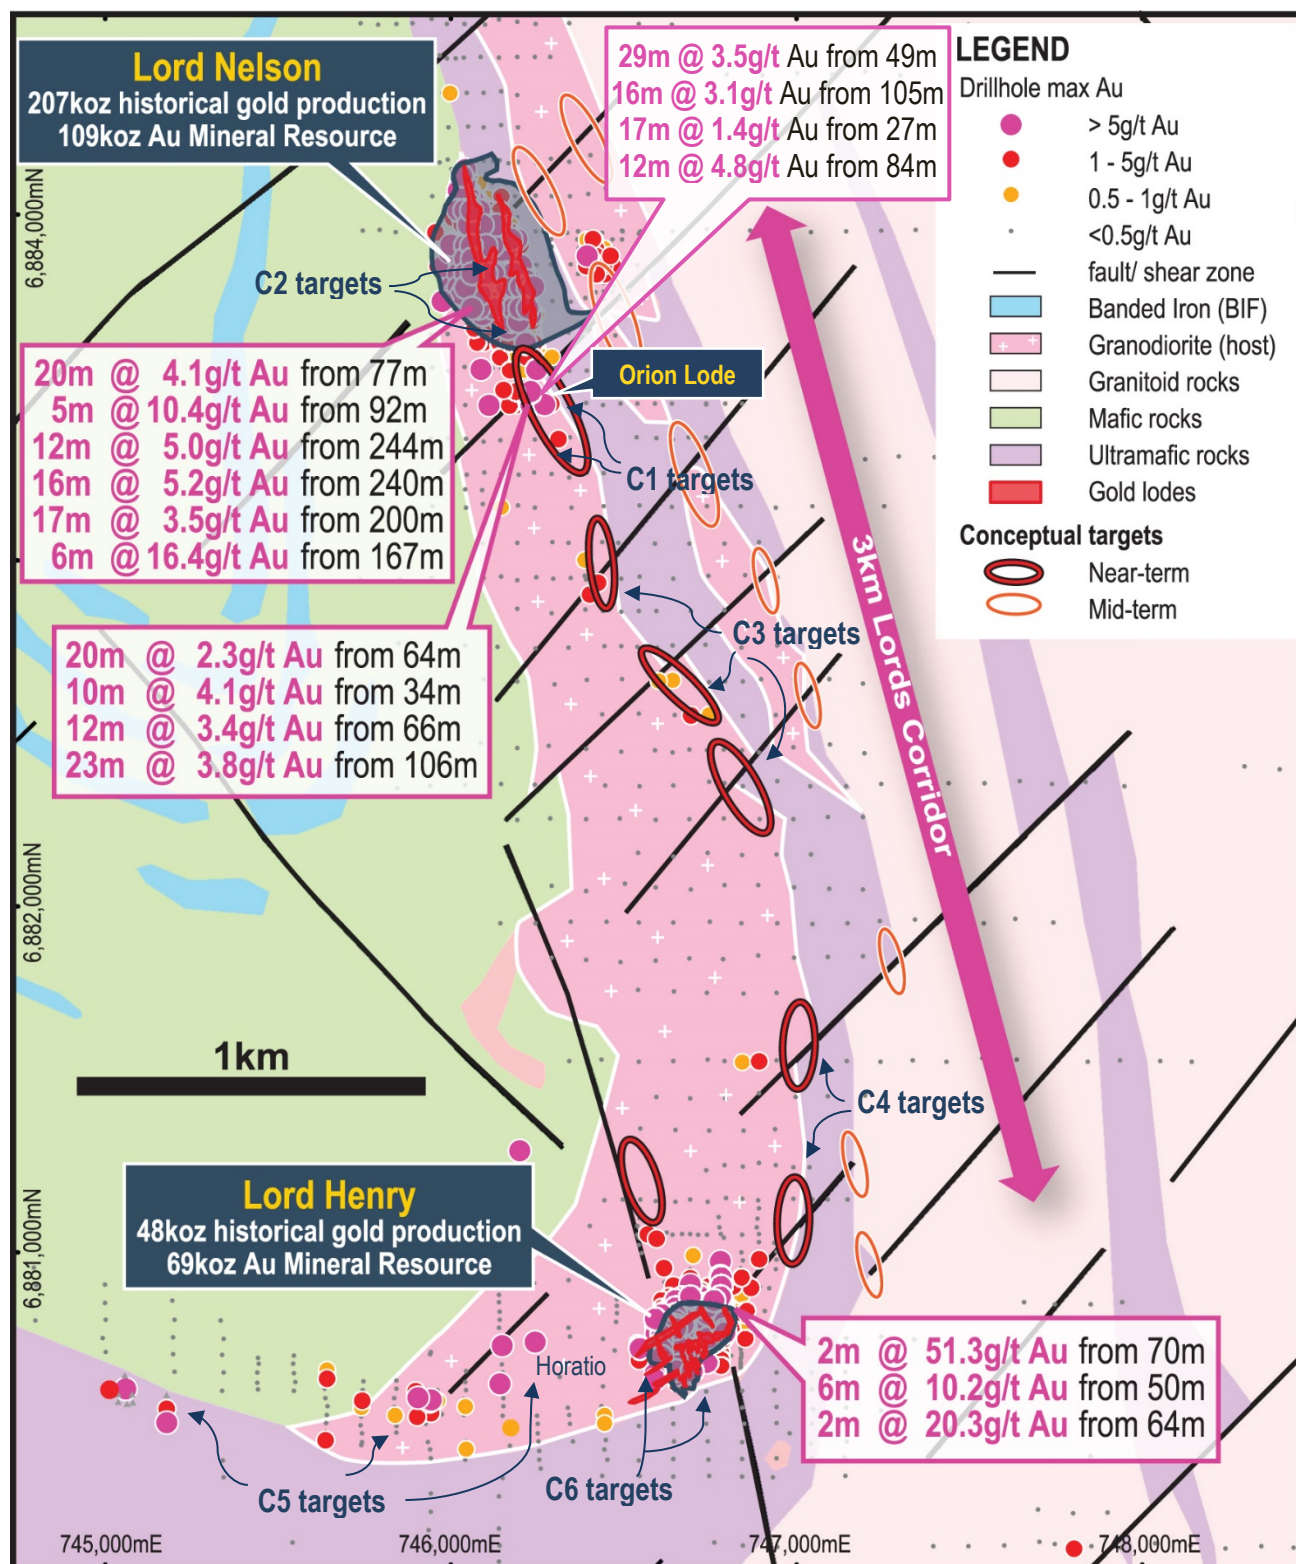 Lord Nelson
207koz historical gold production
109koz Au Mineral Resource
29m @ 3.5g/t Au from 49m
16m @ 3.1g/t Au from 105m
17m @ 1.4g/t Au from 27m
12m @ 4.8g/t Au from 84m
LEGEND
Drillhole max Au
> 5g/t Au
1 - 5g/t Au
0.5 - 1g/t Au
<0.5g/t Au
fault/ shear zone
Banded Iron (BIF)
Granodiorite (host)
Granitoid rocks
Mafic rocks
Ultramafic rocks
Gold lodes
Conceptual targets
Near-term
Mid-term
6,884,000mN
C2 targets
20m @ 4.1g/t Au from 77m
5m @ 10.4g/t Au from 92m
12m @ 5.0g/t Au from 244m
16m @ 5.2g/t Au from 240m
17m @ 3.5g/t Au from 200m
6m @ 16.4g/t Au from 167m
Orion Lode
C1 targets
3km Lords Corridor
C3 targets
20m @ 2.3g/t Au from 64m
10m @ 4.1g/t Au from 34m
12m @ 3.4g/t Au from 66m
23m @ 3.8g/t Au from 106m
6,882,000mN
1km
C4 targets
Lord Henry
48koz historical gold production
69koz Au Mineral Resource
6,881,000mN
Horatio
2m @ 51.3g/t Au from 70m
6m @ 10.2g/t Au from 50m
2m @ 20.3g/t Au from 64m
C5 targets
C6 targets
745,000mE
746,000mE
747,000mE
748,000mE